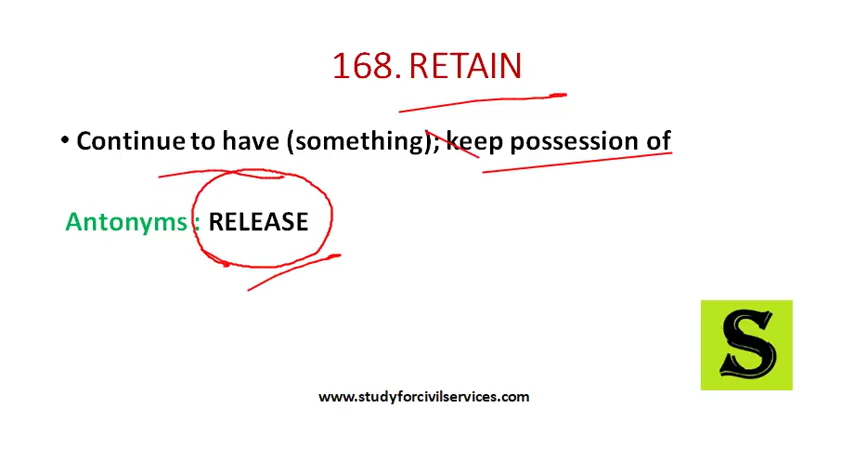 168. RETAIN
• Continue to have (something); keep possession of
Antonyms : RELEASE
S
www.studyforcivilservices.com